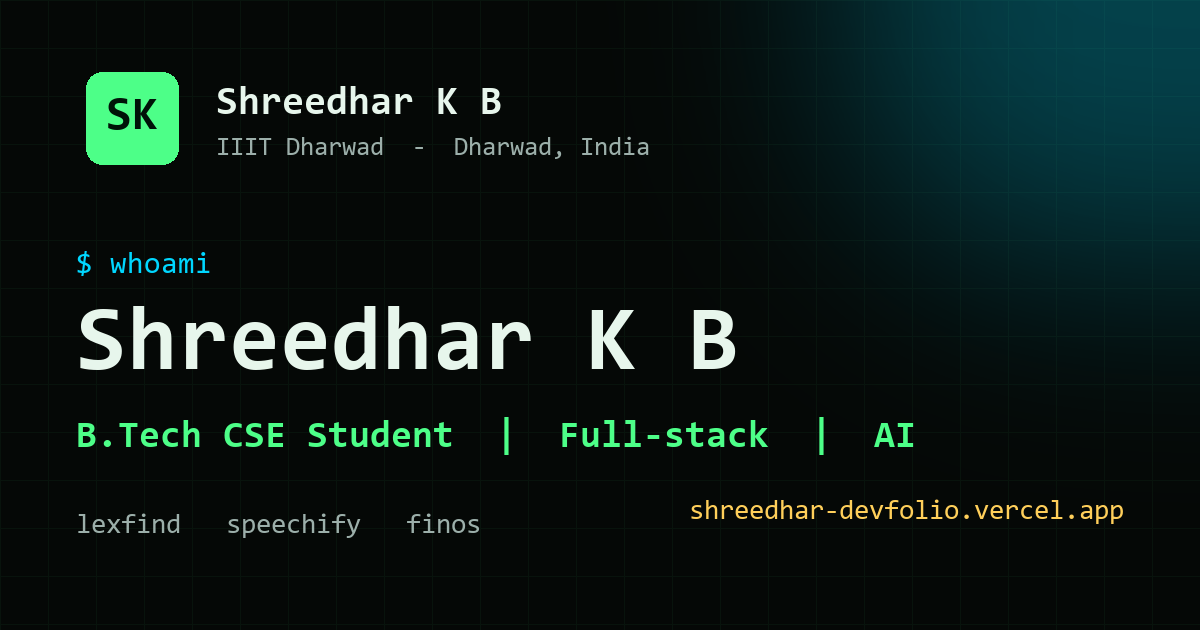 SK
Shreedhar K B
IIIT Dharwad - Dharwad, India
$ whoami
Shreedhar K B
B.Tech CSE Student | Full-stack | AI
lexfind speechify finos
shreedhar-devfolio.vercel.app